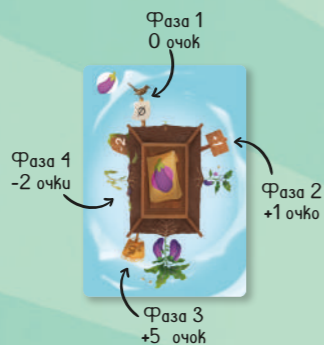 Фаза 1
0 очок
Фаза 4
-2 очки
Фаза 2
+1 очко
Фаза 3
+5 очок